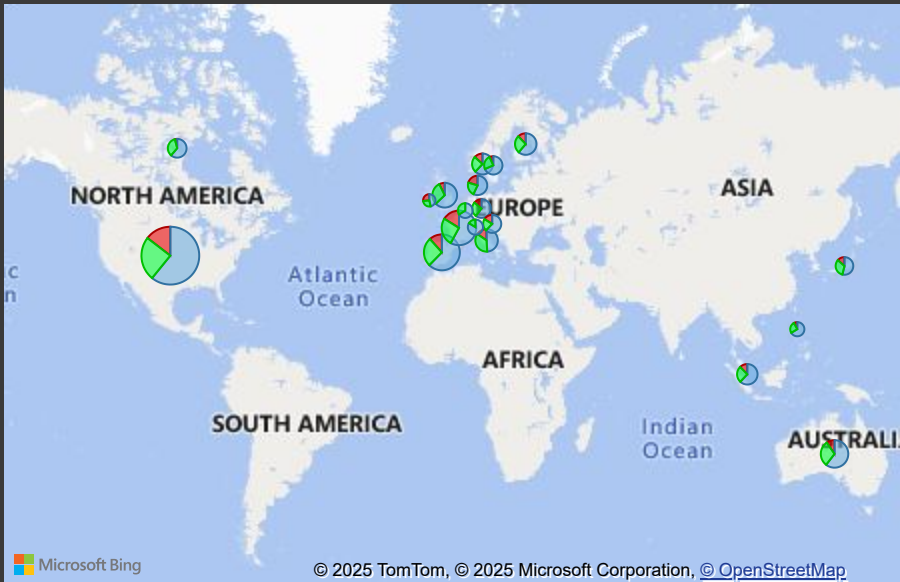 NORTH AMERICA
ASIA
EUROPE
Atlantic
Ocean
ic
n
AFRICA
SOUTH AMERICA
Indian
Ocean
AUSTRALI
Microsoft Bing
© 2025 TomTom, © 2025 Microsoft Corporation, © OpenStreetMap